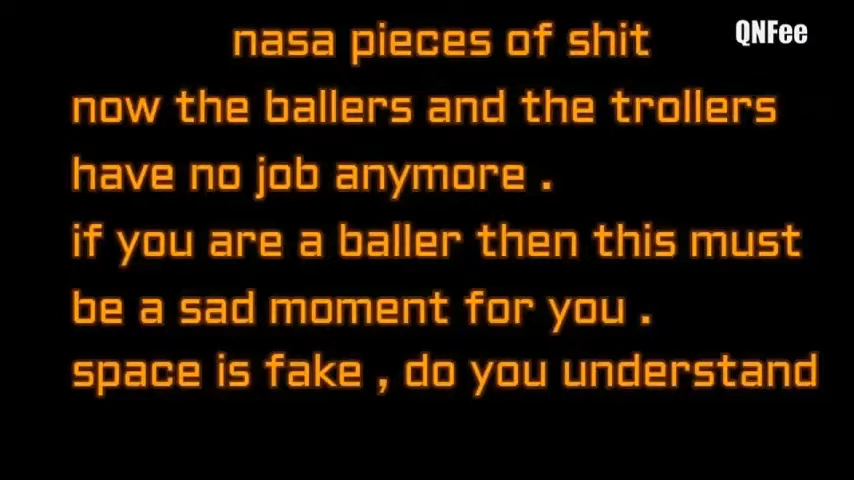 nasa pieces of shit
QNFee
now the ballers and the trollers
have no job anymore .
if you are a baller then this must
be a sad moment for you .
space is fake , do you understand